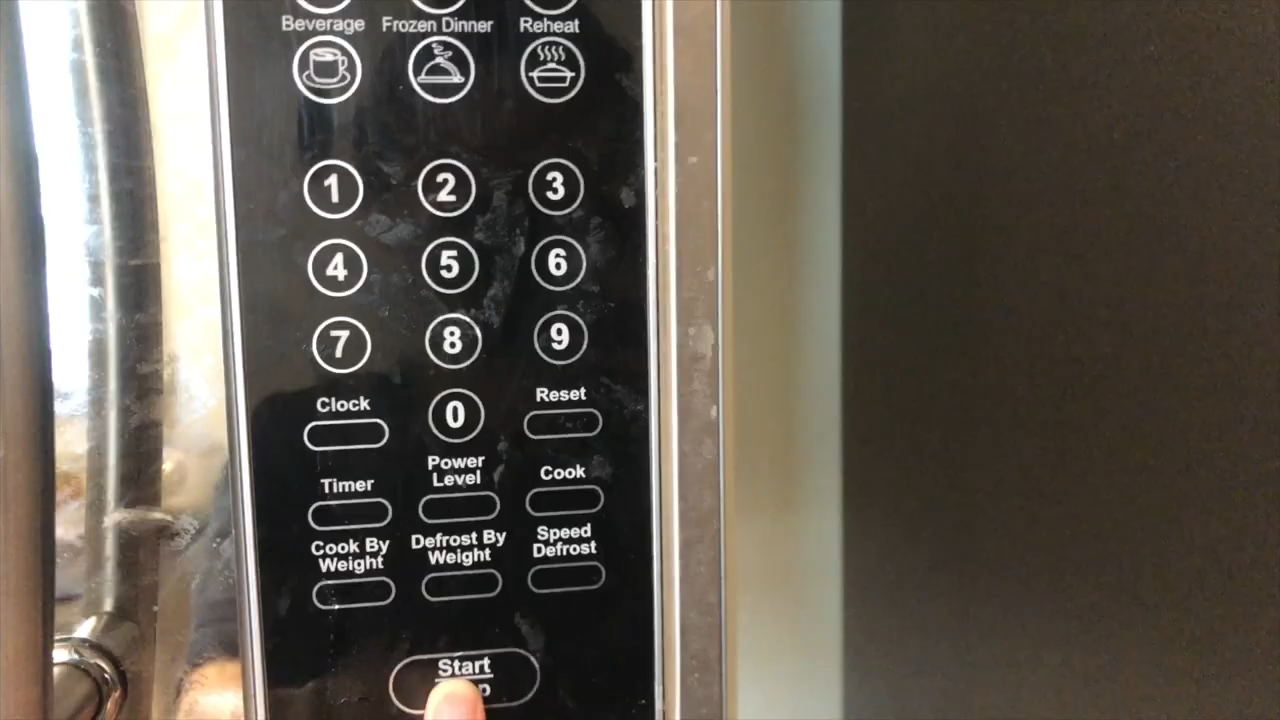 Beverage Frozen Dinner Reheat
1 2 3
4 5 6
7 8 9
Clock 0 Reset
Timer Power Level Cook
Cook By Weight Defrost By Weight Speed Defrost
Start